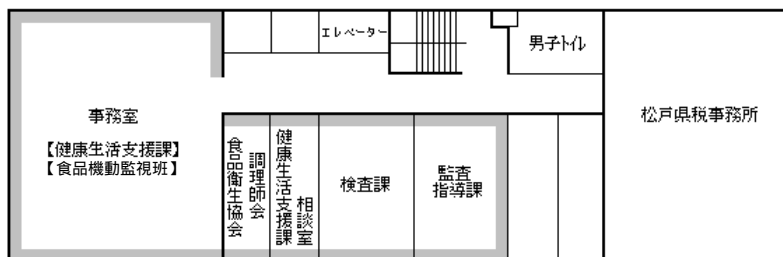 エレベーター
男子トイレ
事務室
【健康生活支援課】
【食品機動監視班】
松戸県税事務所
調理師会
食品衛生協会
健康生活支援課
相談室
検査課
監査
指導課